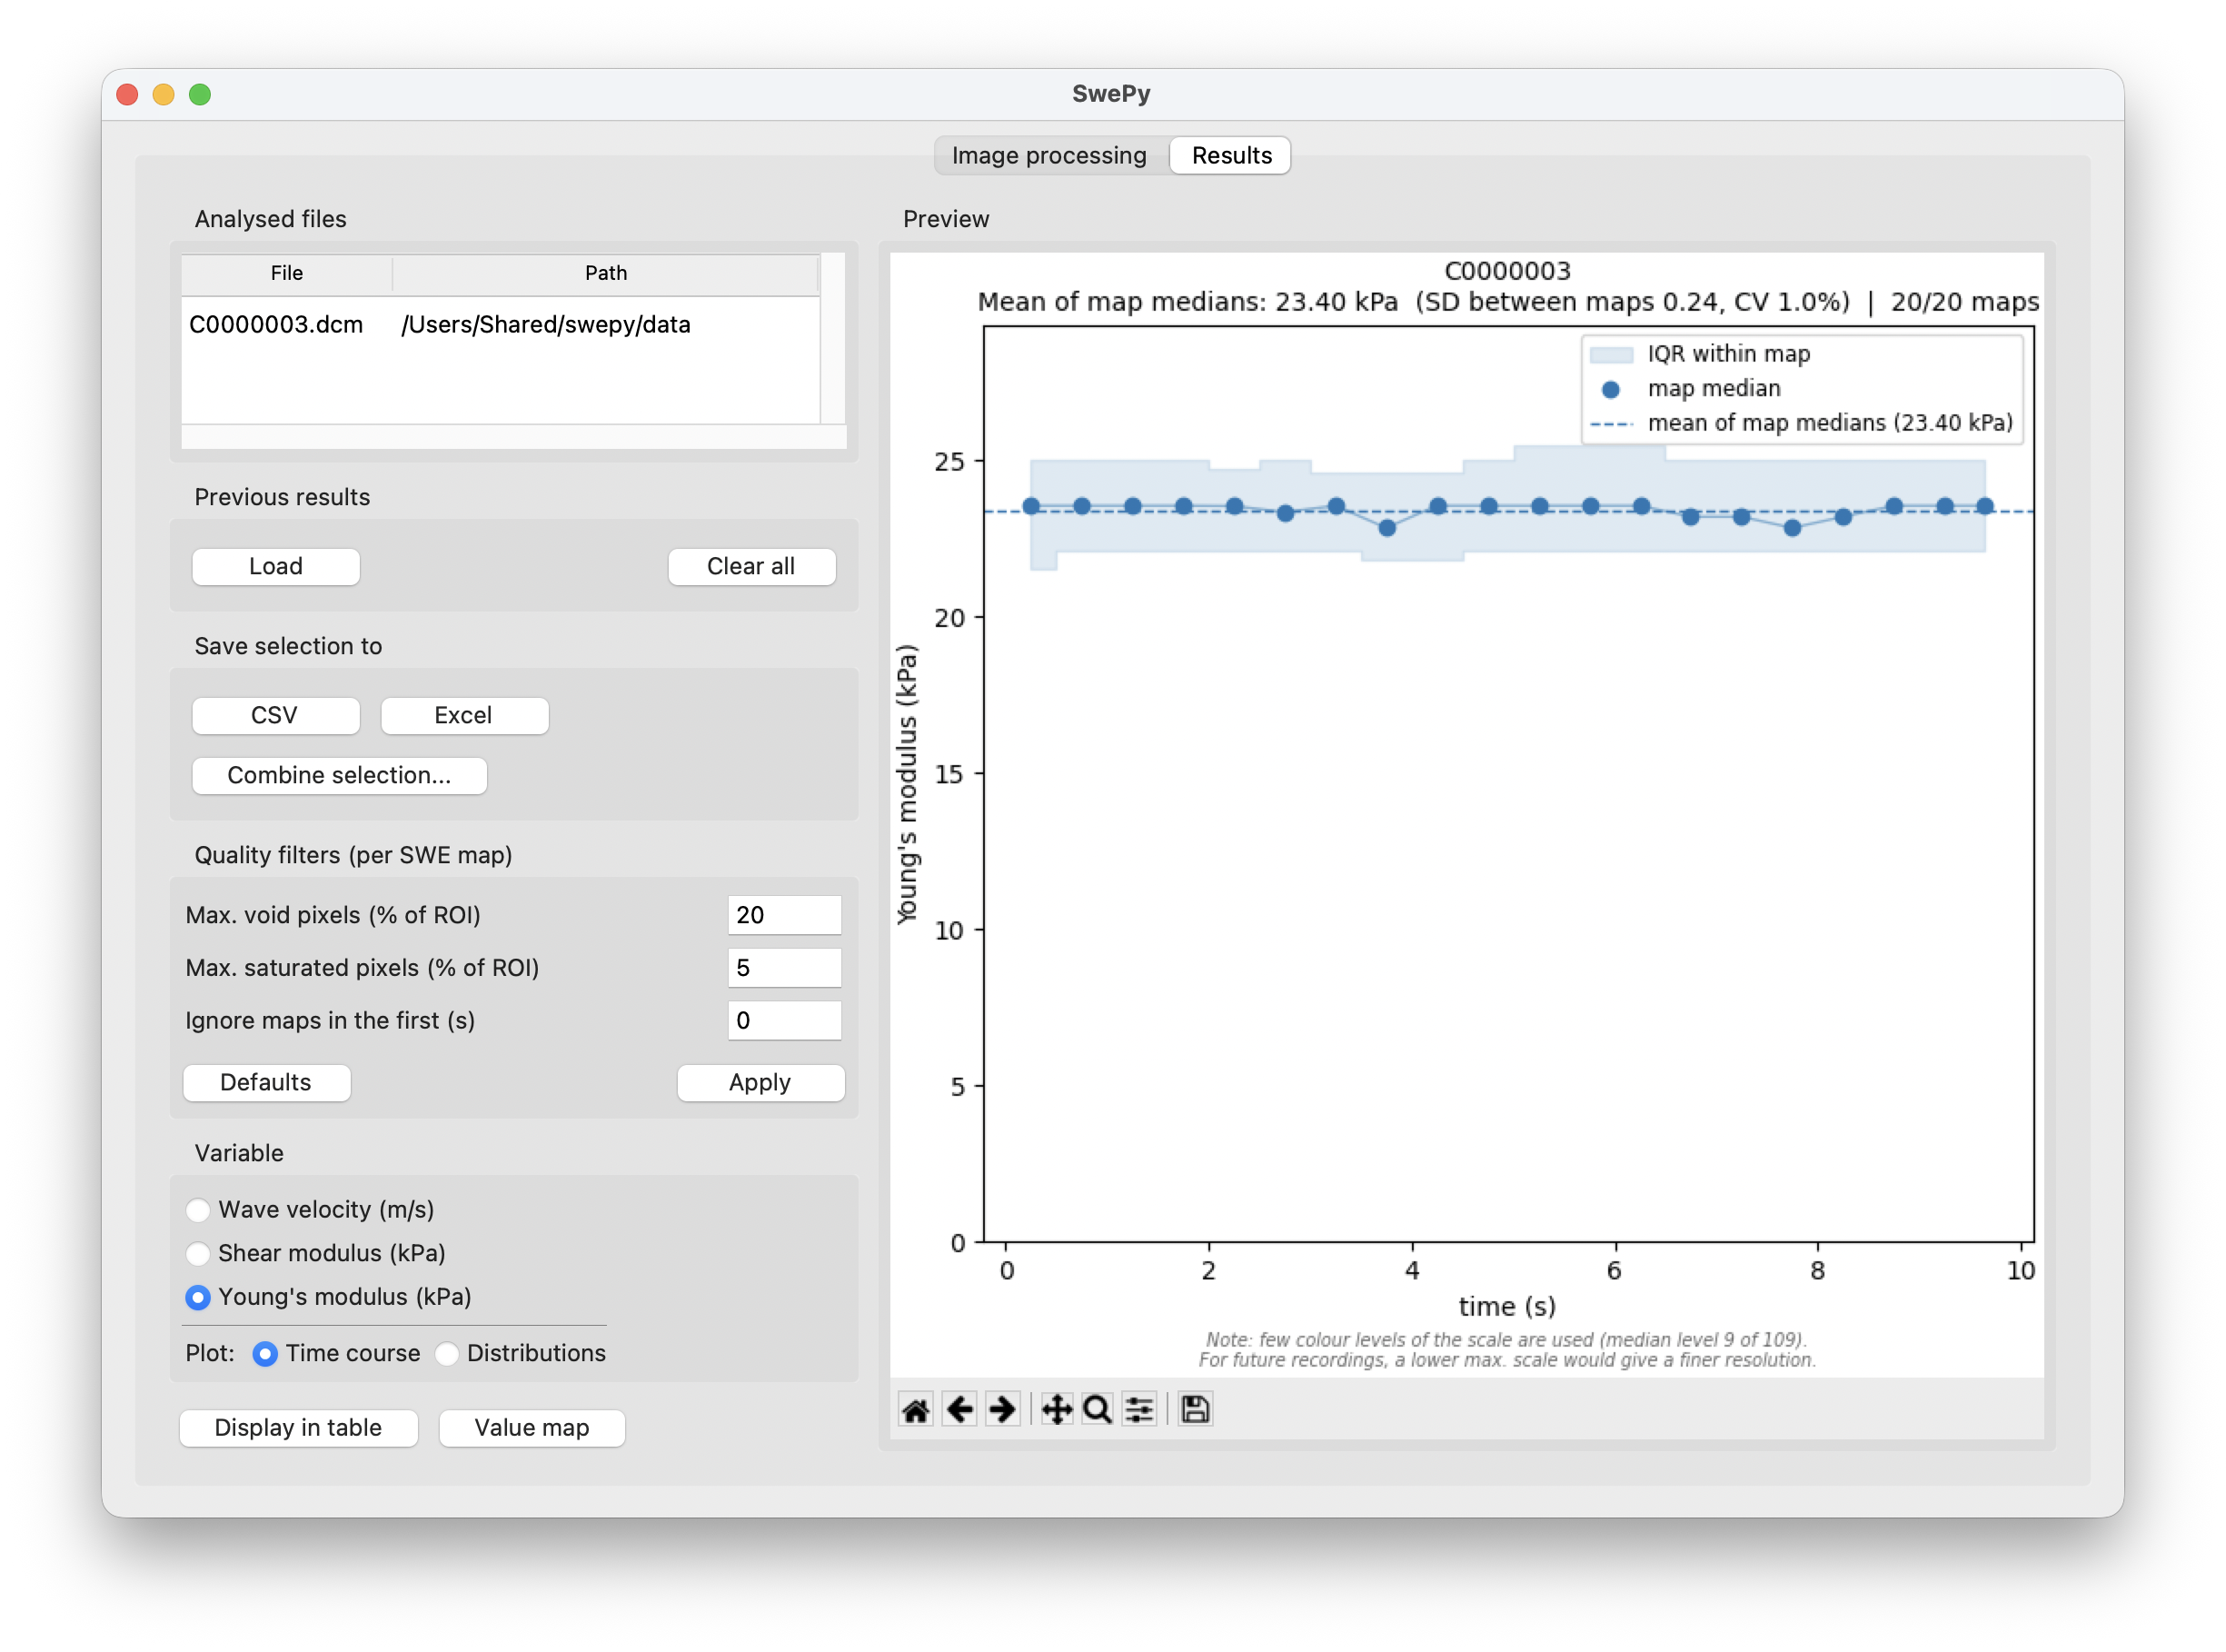 SwePy
Image processing
Results
Analysed files
File
Path
C0000003.dcm
/Users/Shared/swepy/data
Previous results
Load
Clear all
Save selection to
CSV
Excel
Combine selection...
Quality filters (per SWE map)
Max. void pixels (% of ROI)
20
Max. saturated pixels (% of ROI)
5
Ignore maps in the first (s)
0
Defaults
Apply
Variable
Wave velocity (m/s)
Shear modulus (kPa)
Young's modulus (kPa)
Plot:
Time course
Distributions
Display in table
Value map
Preview
C0000003
Mean of map medians: 23.40 kPa (SD between maps 0.24, CV 1.0%) | 20/20 maps
IQR within map
map median
mean of map medians (23.40 kPa)
Young's modulus (kPa)
25
20
15
10
5
0
0
2
4
6
8
10
time (s)
Note: few colour levels of the scale are used (median level 9 of 109).
For future recordings, a lower max. scale would give a finer resolution.